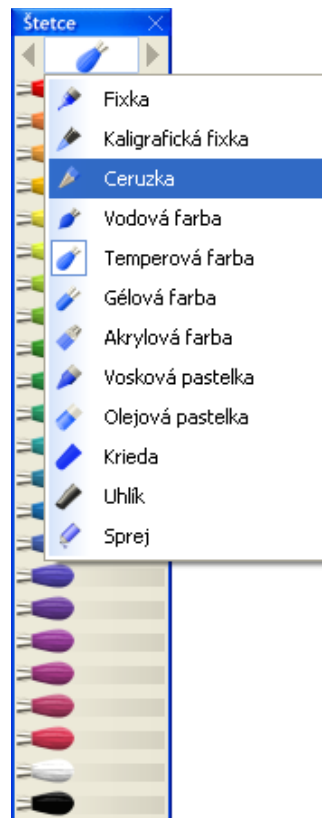 Štetce
Fixka
Kaligrafická fixka
Ceruzka
Vodová farba
Temperová farba
Gélová farba
Akrylová farba
Vosková pastelka
Olejová pastelka
Krieda
Uhlík
Sprej